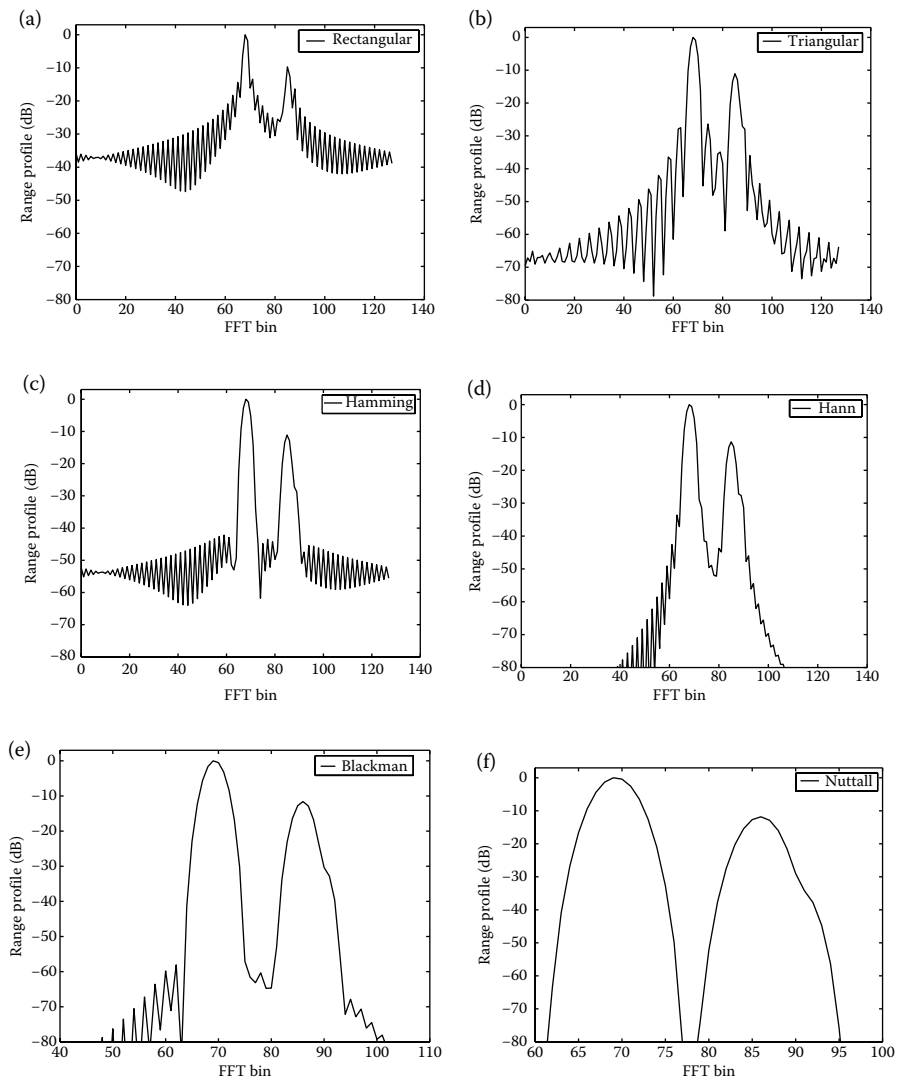 (a)
Rectangular
Range profile (dB)
0
−10
−20
−30
−40
−50
−60
−70
−80
0 20 40 60 80 100 120 140
FFT bin
(b)
Triangular
Range profile (dB)
0
−10
−20
−30
−40
−50
−60
−70
−80
0 20 40 60 80 100 120 140
FFT bin
(c)
Hamming
Range profile (dB)
0
−10
−20
−30
−40
−50
−60
−70
−80
0 20 40 60 80 100 120 140
FFT bin
(d)
Hann
Range profile (dB)
0
−10
−20
−30
−40
−50
−60
−70
−80
0 20 40 60 80 100 120 140
FFT bin
(e)
Blackman
Range profile (dB)
0
−10
−20
−30
−40
−50
−60
−70
−80
40 50 60 70 80 90 100 110
FFT bin
(f)
Nuttall
Range profile (dB)
0
−10
−20
−30
−40
−50
−60
−70
−80
60 65 70 75 80 85 90 95 100
FFT bin